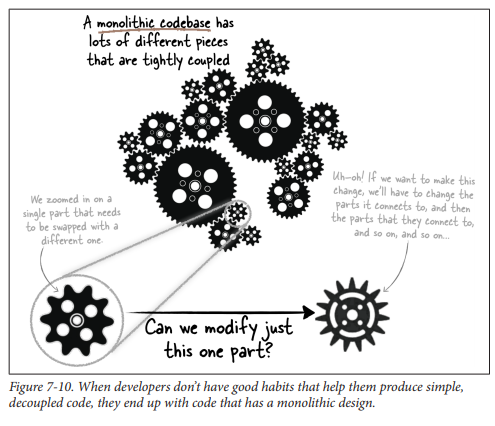 A monolithic codebase has
lots of different pieces
that are tightly coupled
We zoomed in on a
single part that needs
to be swapped with a
different one.
Uh-oh! If we want to make this
change, we'll have to change the
parts it connects to, and then
the parts that they connect to,
and so on, and so on...
Can we modify just
this one part?
Figure 7-10. When developers don't have good habits that help them produce simple,
decoupled code, they end up with code that has a monolithic design.